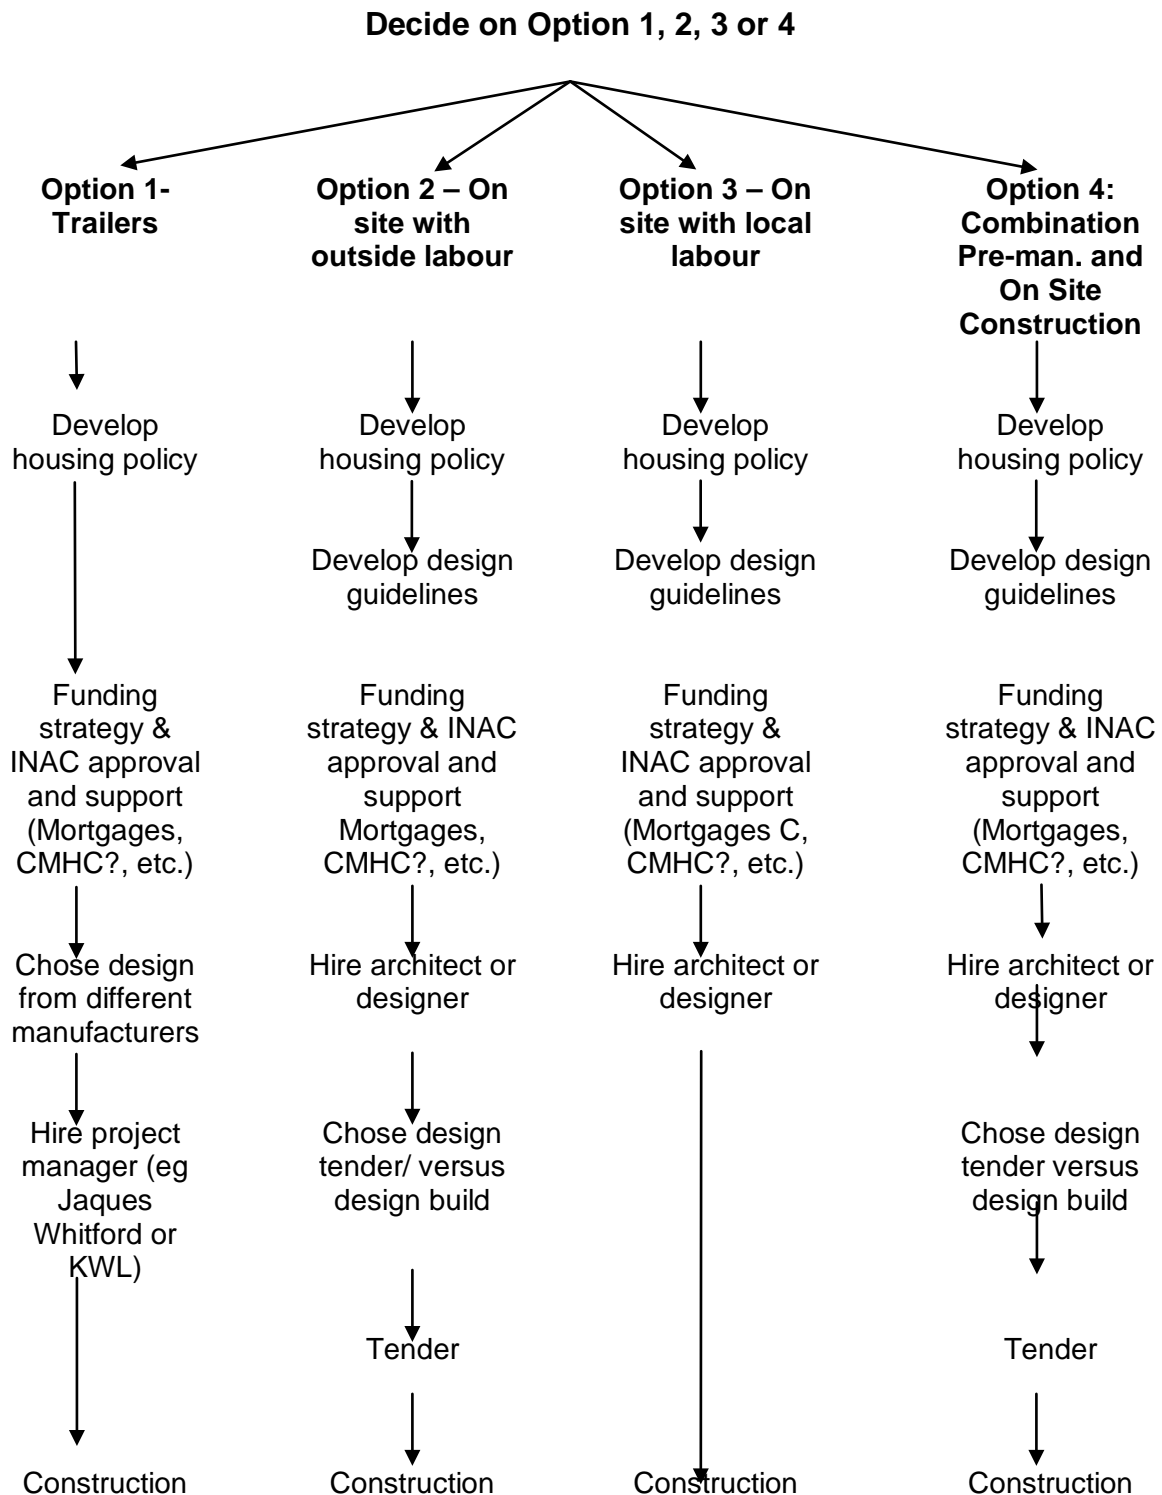 Decide on Option 1, 2, 3 or 4
Option 1-
Trailers
Option 2 – On
site with
outside labour
Option 3 – On
site with local
labour
Option 4:
Combination
Pre-man. and
On Site
Construction
Develop
housing policy
Develop
housing policy
Develop
housing policy
Develop
housing policy
Develop design
guidelines
Develop design
guidelines
Develop design
guidelines
Funding
strategy &
INAC approval
and support
(Mortgages,
CMHC?, etc.)
Funding
strategy & INAC
approval and
support
Mortgages,
CMHC?, etc.)
Funding
strategy &
INAC approval
and support
(Mortgages C,
CMHC?, etc.)
Funding
strategy & INAC
approval and
support
(Mortgages,
CMHC?, etc.)
Chose design
from different
manufacturers
Hire architect or
designer
Hire architect or
designer
Hire architect or
designer
Hire project
manager (eg
Jaques
Whitford or
KWL)
Chose design
tender/ versus
design build
Chose design
tender versus
design build
Tender
Tender
Construction
Construction
Construction
Construction